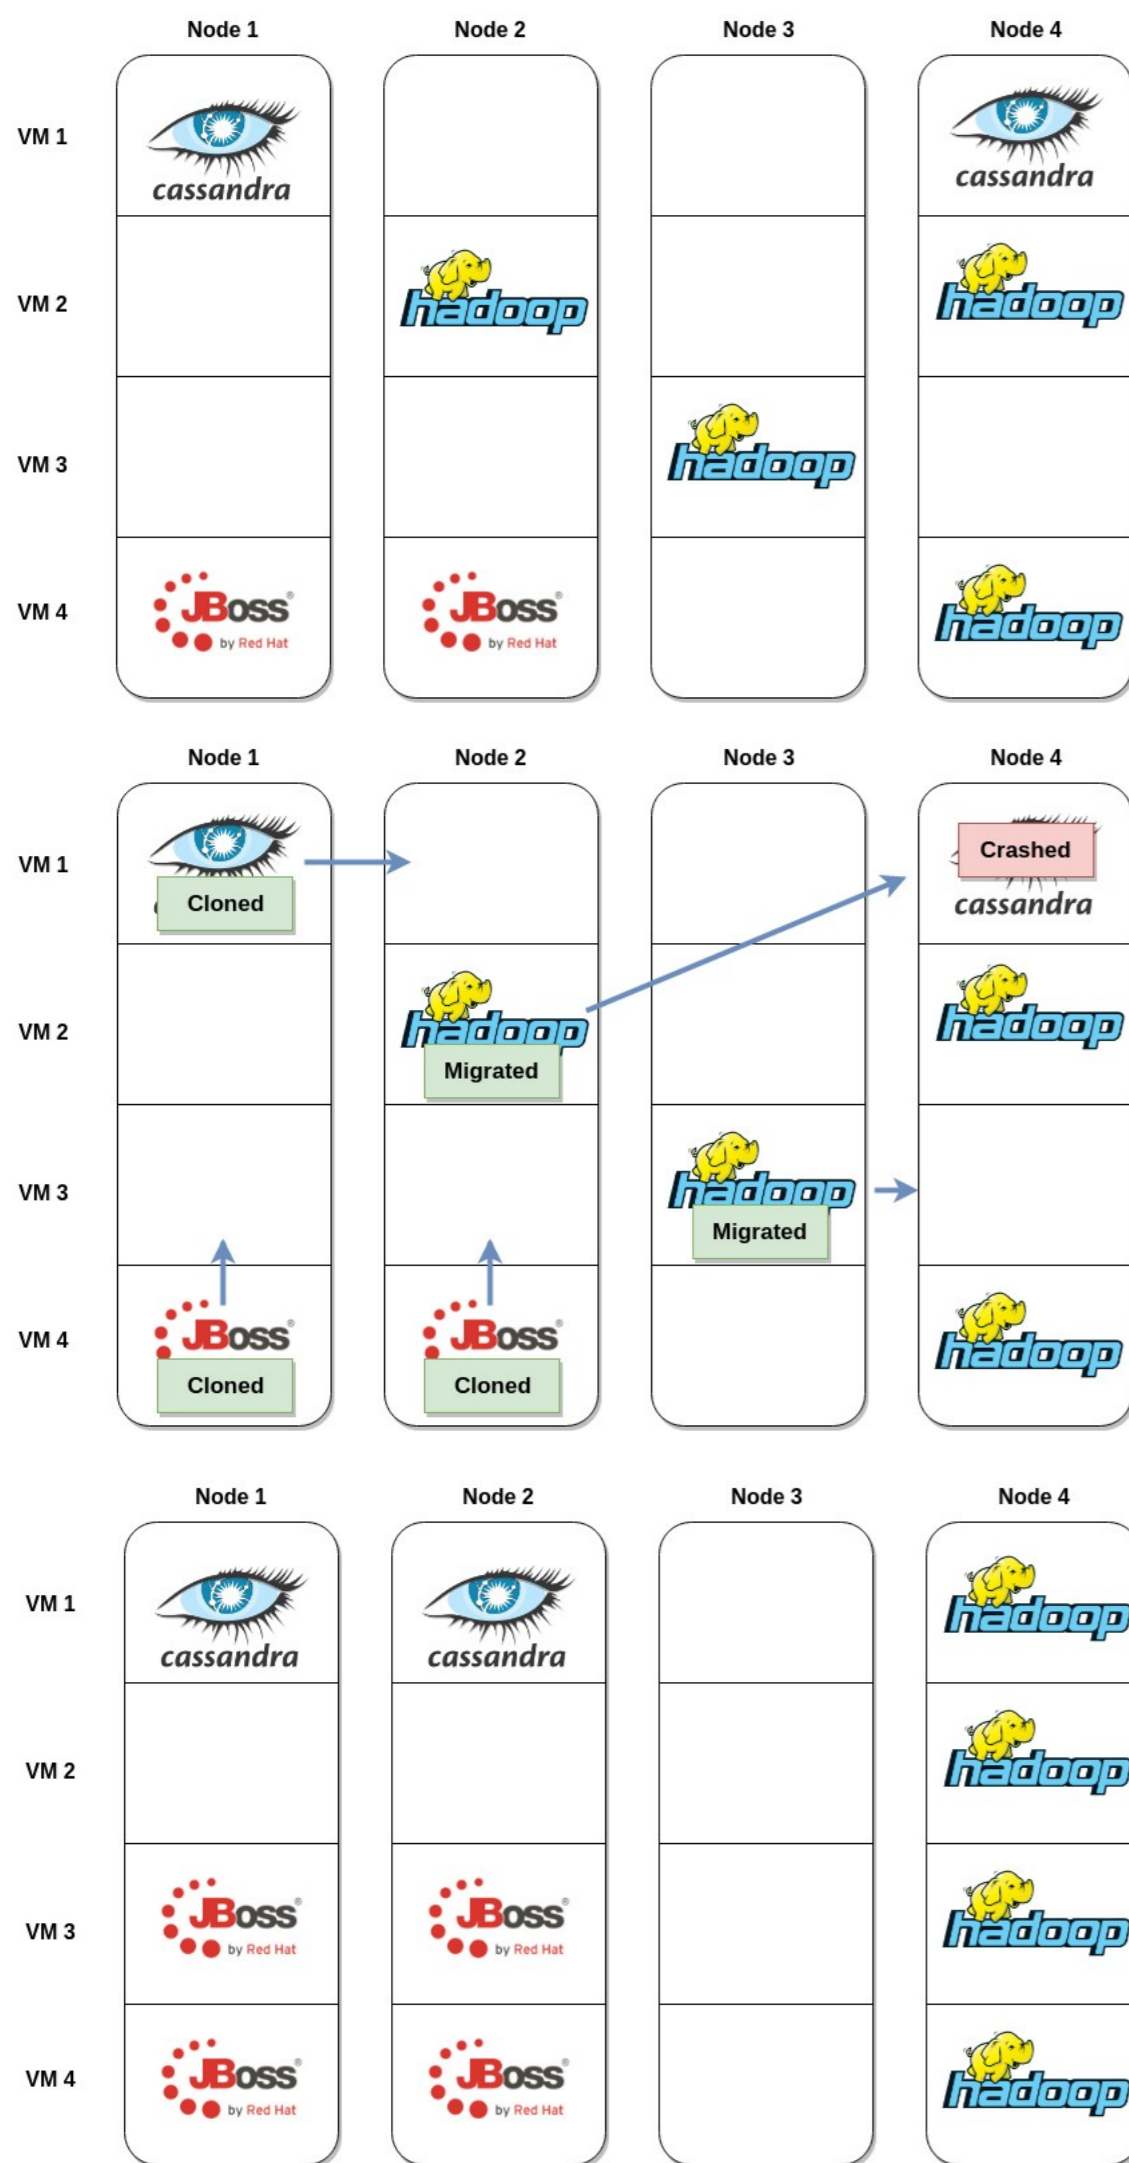 Node 1 Node 2 Node 3 Node 4
VM 1
cassandra cassandra
VM 2
hadoop hadoop
VM 3
hadoop
VM 4
JBoss® JBoss® hadoop
by Red Hat by Red Hat
Node 1 Node 2 Node 3 Node 4
VM 1
Crashed
Cloned cassandra
VM 2
hadoop hadoop
Migrated
VM 3
hadoop
Migrated
VM 4
JBoss® JBoss® hadoop
Cloned Cloned
Node 1 Node 2 Node 3 Node 4
VM 1
hadoop
cassandra cassandra
VM 2
hadoop
VM 3
JBoss® JBoss® hadoop
by Red Hat by Red Hat
VM 4
JBoss® JBoss® hadoop
by Red Hat by Red Hat